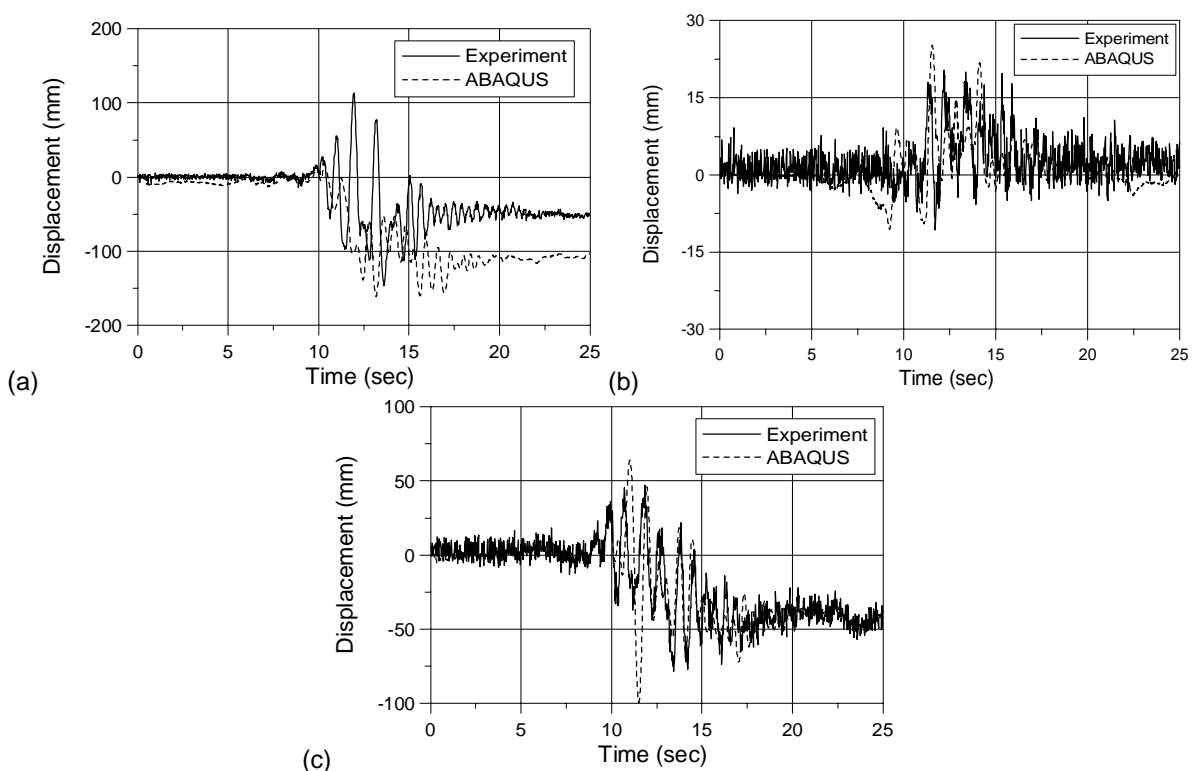 200
100
0
-100
-200
Displacement (mm)
Experiment
ABAQUS
0 5 10 15 20 25
Time (sec)
(a)
30
15
0
-15
-30
Displacement (mm)
Experiment
ABAQUS
0 5 10 15 20 25
Time (sec)
(b)
100
50
0
-50
-100
Displacement (mm)
Experiment
ABAQUS
0 5 10 15 20 25
Time (sec)
(c)